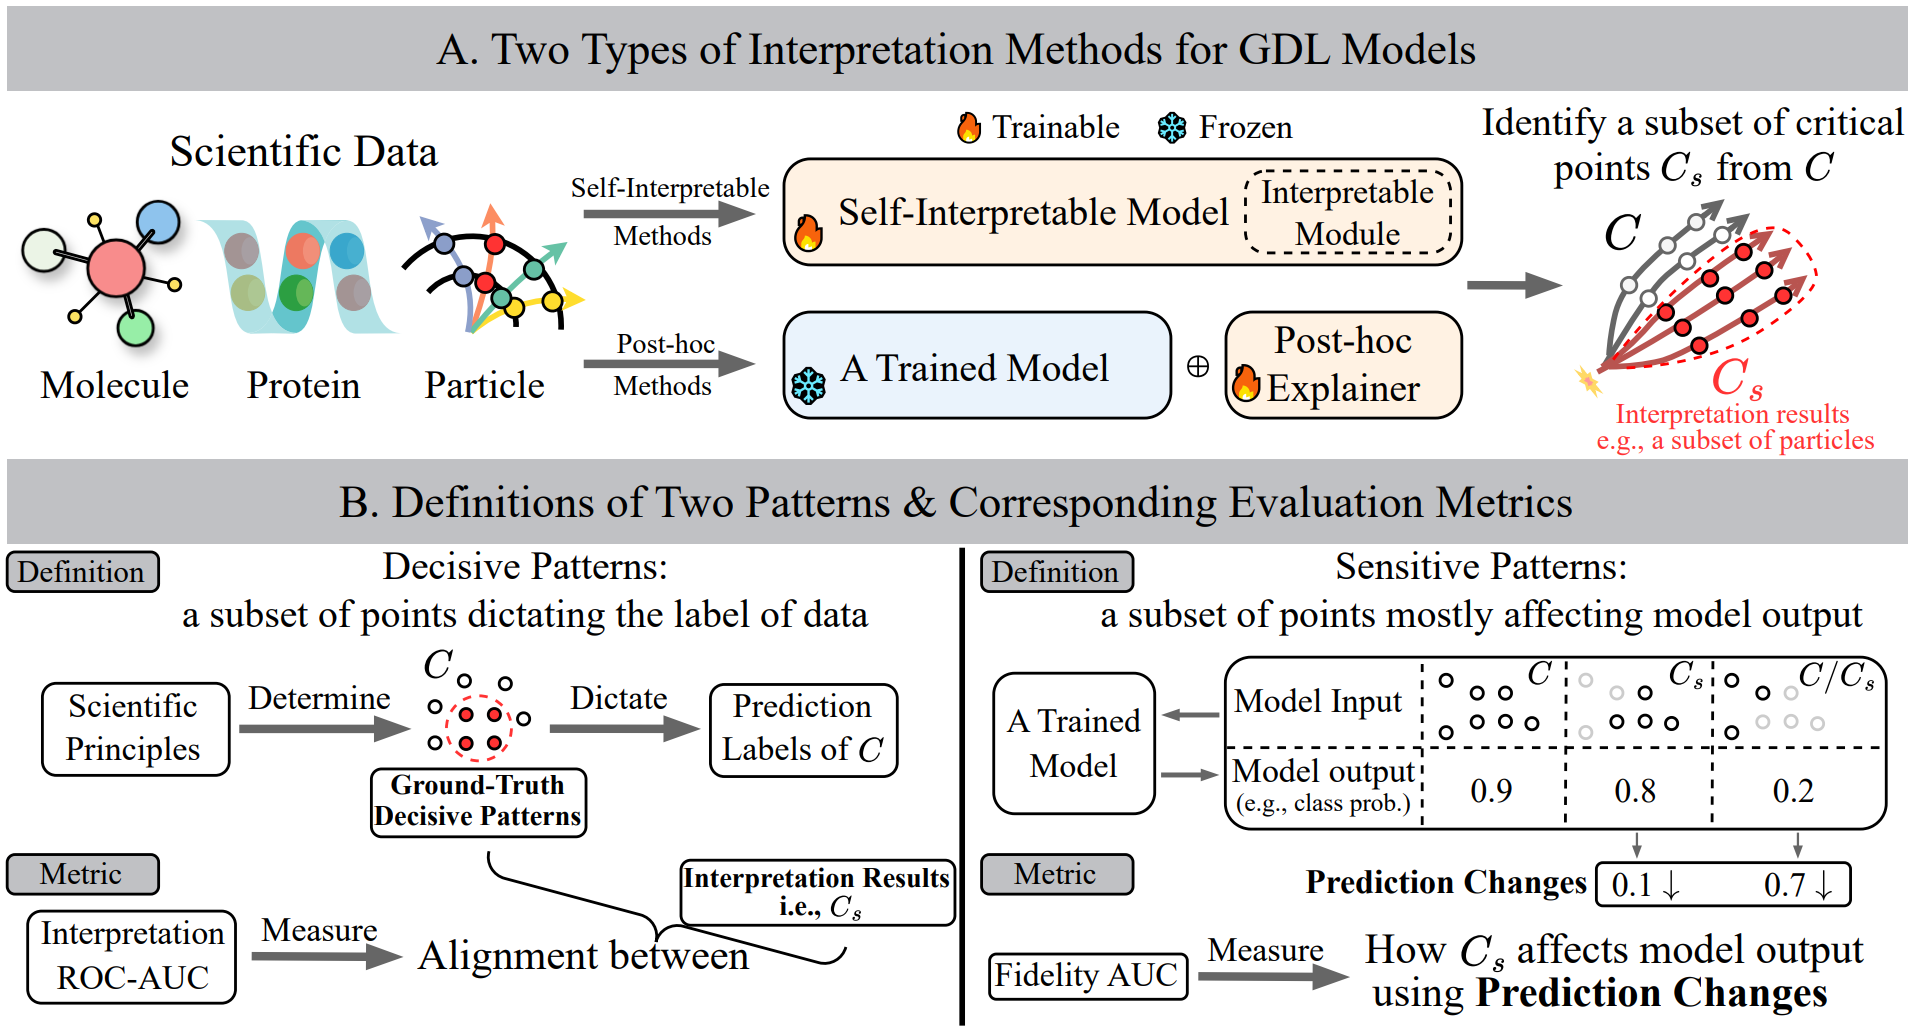 A. Two Types of Interpretation Methods for GDL Models
Scientific Data
Molecule
Protein
Particle
Self-Interpretable
Methods
Post-hoc
Methods
Trainable
Frozen
Self-Interpretable Model
Interpretable
Module
A Trained Model
⊕
Post-hoc
Explainer
Identify a subset of critical
points C_s from C
C
C_s
Interpretation results
e.g., a subset of particles
B. Definitions of Two Patterns & Corresponding Evaluation Metrics
Definition
Decisive Patterns:
a subset of points dictating the label of data
Scientific
Principles
Determine
C
Dictate
Prediction
Labels of C
Ground-Truth
Decisive Patterns
Metric
Interpretation
ROC-AUC
Measure
Alignment between
Interpretation Results
i.e., C_s
Definition
Sensitive Patterns:
a subset of points mostly affecting model output
A Trained
Model
Model Input
C
C_s
C/C_s
Model output
(e.g., class prob.)
0.9
0.8
0.2
Metric
Prediction Changes
0.1 ↓
0.7 ↓
Fidelity AUC
Measure
How C_s affects model output
using Prediction Changes